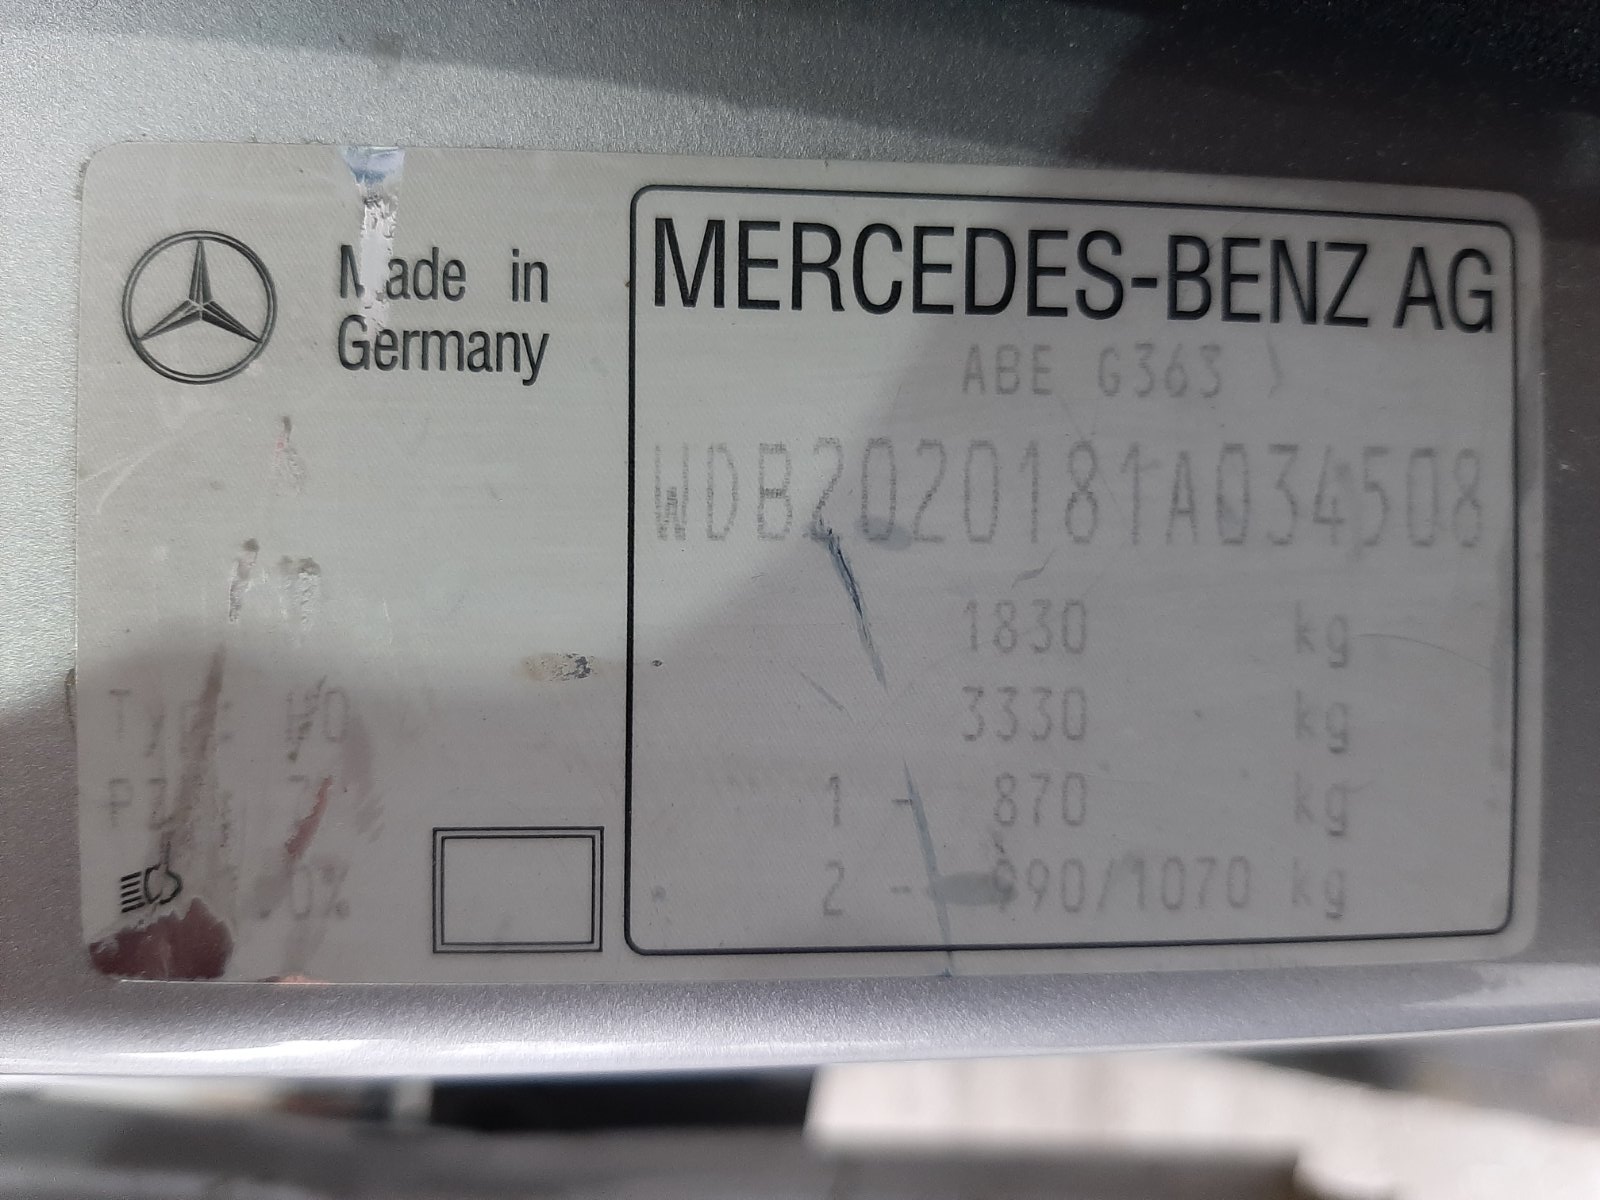 Made in
Germany
MERCEDES-BENZ AG
ABE G363
WDB2020181A034508
1830 kg
3330 kg
1 - 870 kg
2 - 990/1070 kg